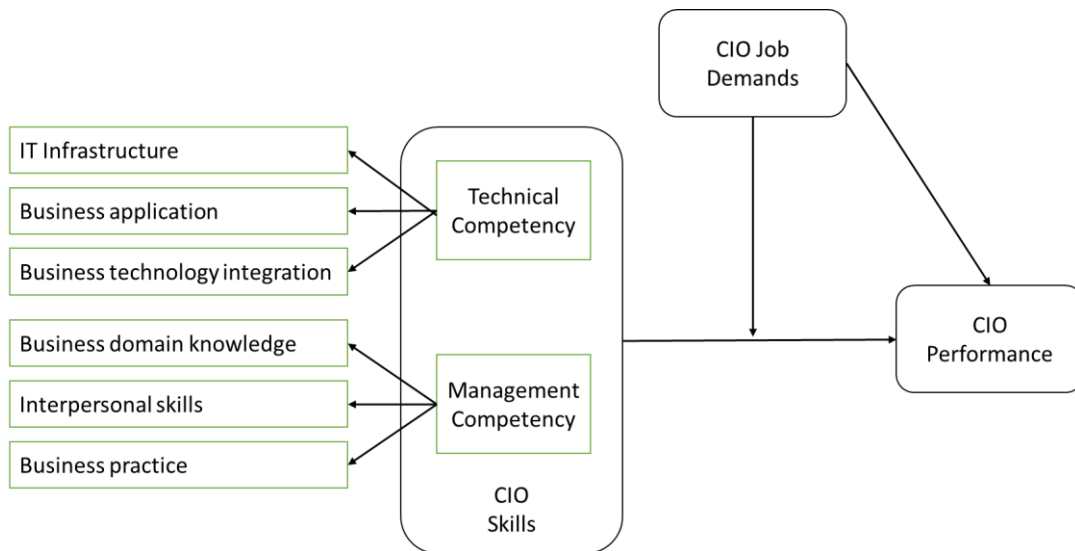 CIO Job
Demands
IT Infrastructure
Business application
Business technology integration
Business domain knowledge
Interpersonal skills
Business practice
Technical
Competency
Management
Competency
CIO
Skills
CIO
Performance